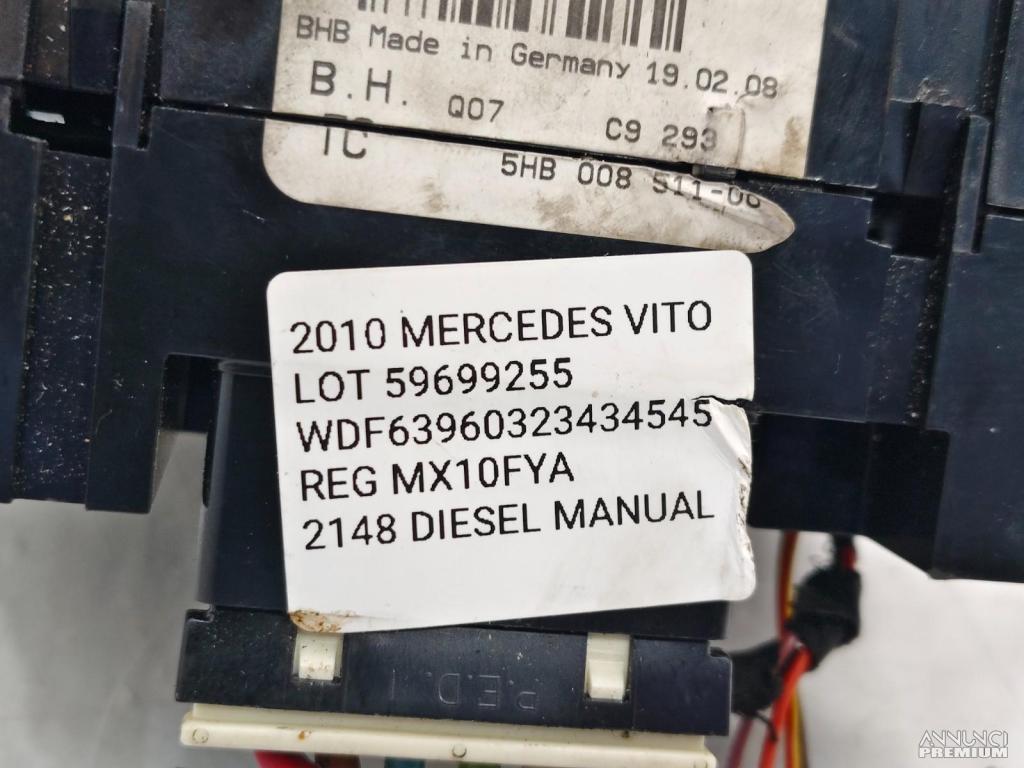 BHB Made in Germany 19.02.08
B.H. Q07 C9 293
TC 5HB 008 511-00
2010 MERCEDES VITO
LOT 59699255
WDF63960323434545
REG MX10FYA
2148 DIESEL MANUAL
P.E.D.I
ANNUNCI
PREMIUM